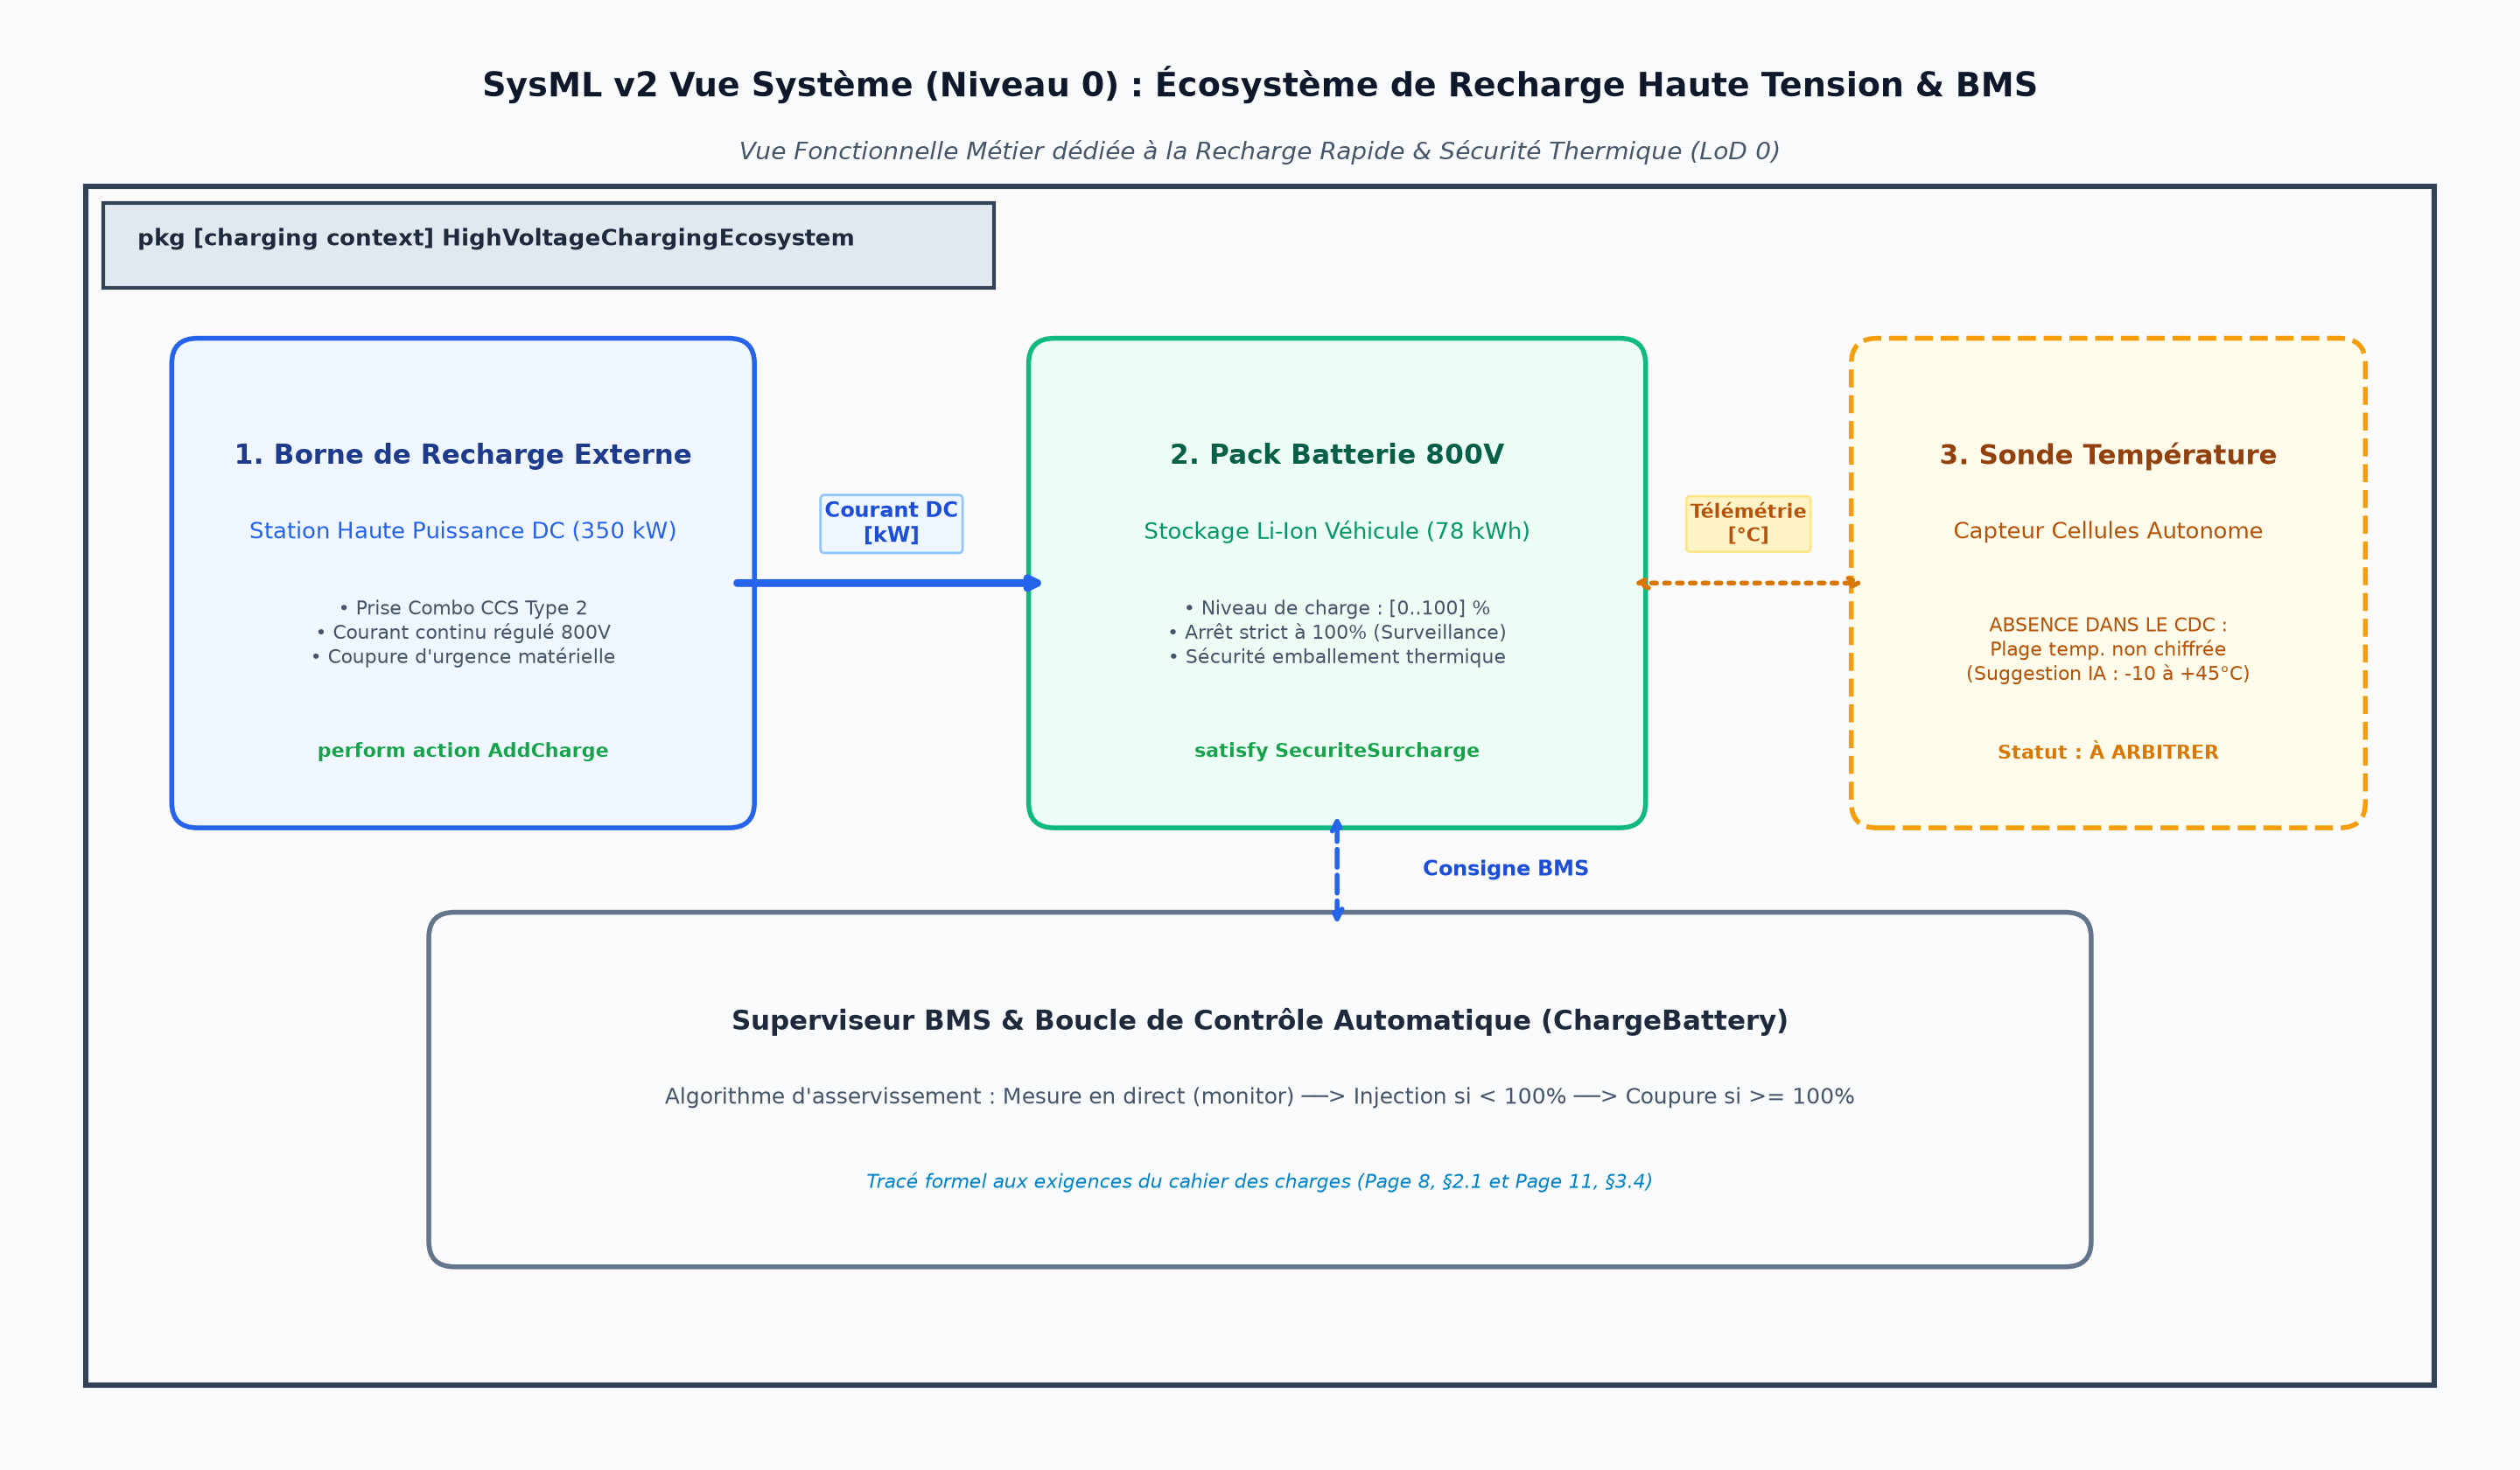 SysML v2 Vue Système (Niveau 0) : Écosystème de Recharge Haute Tension & BMS
Vue Fonctionnelle Métier dédiée à la Recharge Rapide & Sécurité Thermique (LoD 0)
pkg [charging context] HighVoltageChargingEcosystem
1. Borne de Recharge Externe
Station Haute Puissance DC (350 kW)
• Prise Combo CCS Type 2
• Courant continu régulé 800V
• Coupure d'urgence matérielle
perform action AddCharge
Courant DC
[kW]
2. Pack Batterie 800V
Stockage Li-Ion Véhicule (78 kWh)
• Niveau de charge : [0..100] %
• Arrêt strict à 100% (Surveillance)
• Sécurité emballement thermique
satisfy SecuriteSurcharge
Télémétrie
[°C]
3. Sonde Température
Capteur Cellules Autonome
ABSENCE DANS LE CDC :
Plage temp. non chiffrée
(Suggestion IA : -10 à +45°C)
Statut : À ARBITRER
Consigne BMS
Superviseur BMS & Boucle de Contrôle Automatique (ChargeBattery)
Algorithme d'asservissement : Mesure en direct (monitor) ──> Injection si < 100% ──> Coupure si >= 100%
Tracé formel aux exigences du cahier des charges (Page 8, §2.1 et Page 11, §3.4)